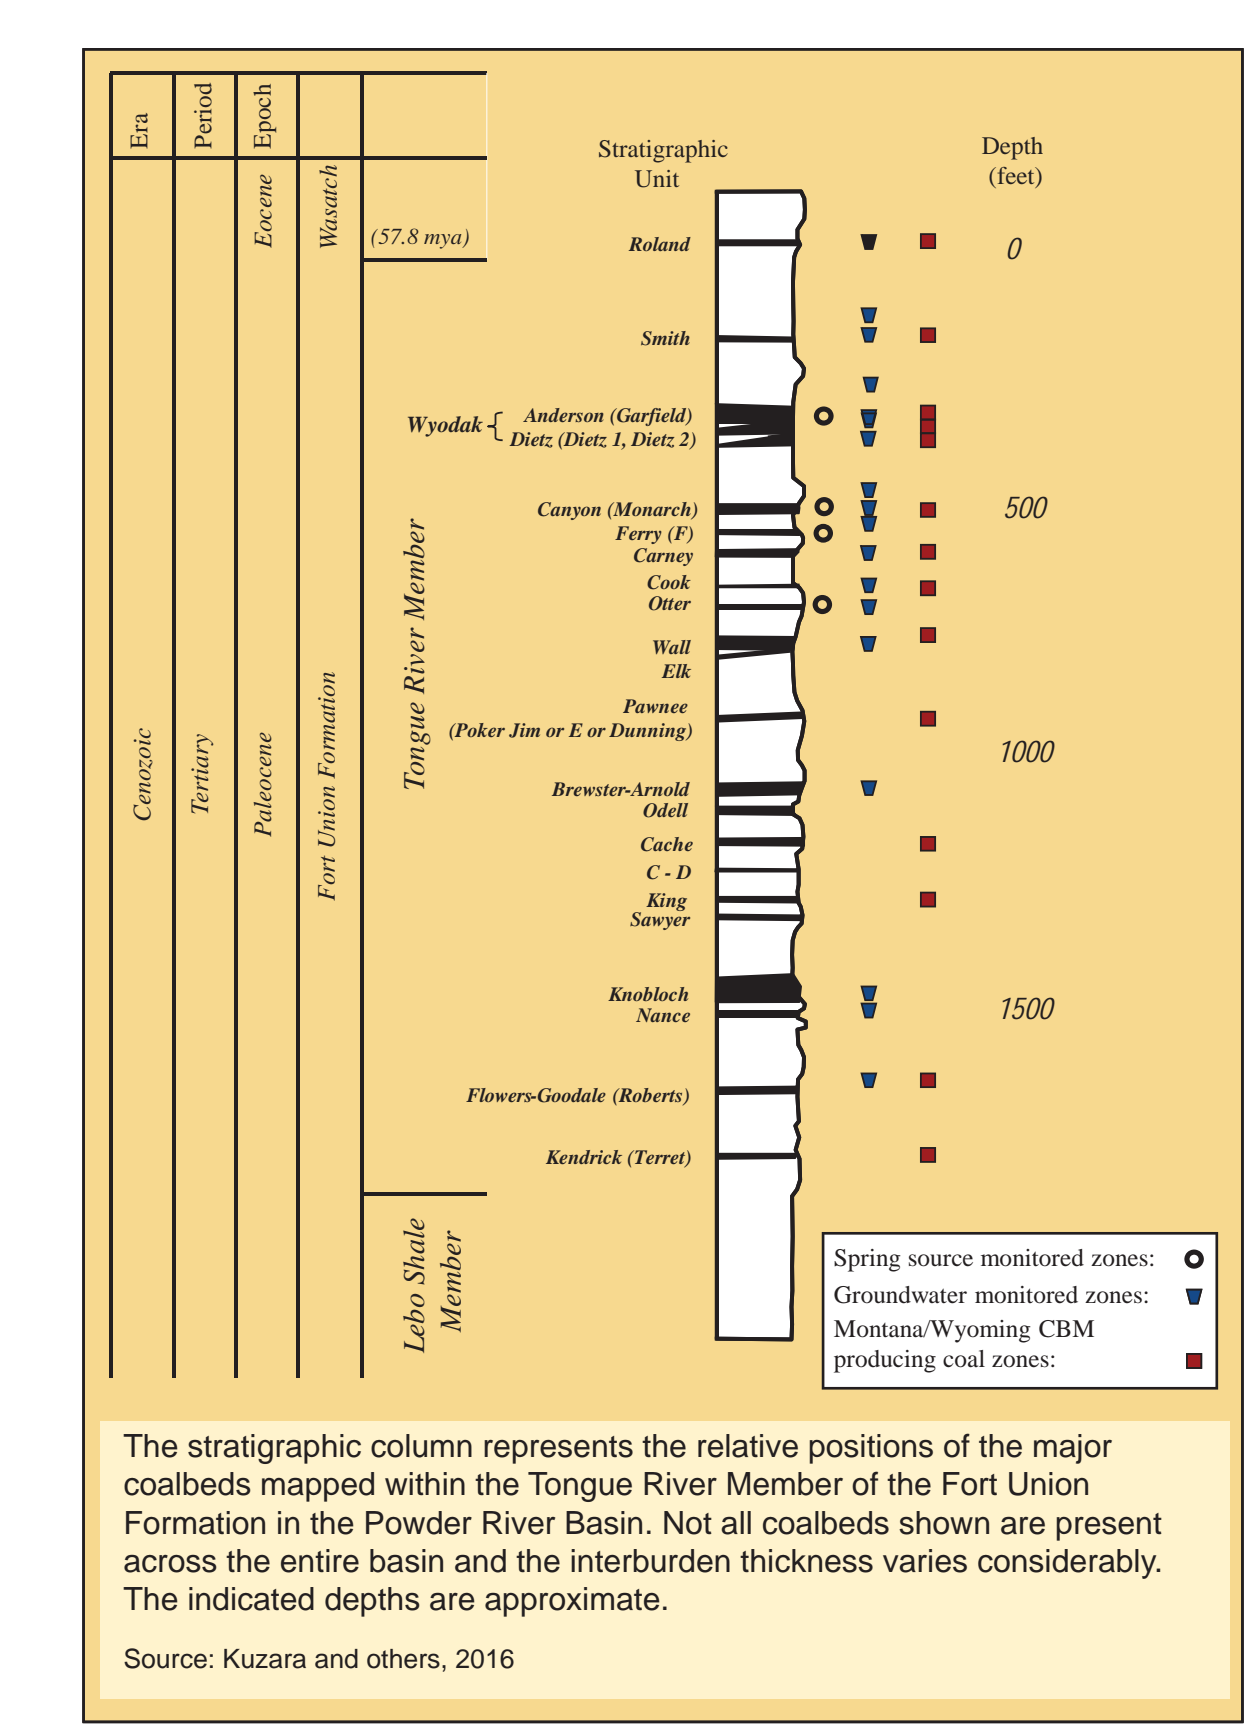 Era
Period
Epoch
Stratigraphic
Unit
Depth
(feet)
Eocene
Wasatch
(57.8 mya)
Roland
0
Smith
Wyodak {
Anderson (Garfield)
Dietz (Dietz 1, Dietz 2)
Canyon (Monarch)
500
Ferry (F)
Carney
Cook
Otter
Wall
Elk
Pawnee
(Poker Jim or E or Dunning)
1000
Brewster-Arnold
Odell
Cache
C - D
King
Sawyer
Knobloch
Nance
1500
Flowers-Goodale (Roberts)
Kendrick (Terret)
Cenozoic
Tertiary
Paleocene
Fort Union Formation
Tongue River Member
Lebo Shale
Member
Spring source monitored zones:
Groundwater monitored zones:
Montana/Wyoming CBM
producing coal zones:
The stratigraphic column represents the relative positions of the major
coalbeds mapped within the Tongue River Member of the Fort Union
Formation in the Powder River Basin. Not all coalbeds shown are present
across the entire basin and the interburden thickness varies considerably.
The indicated depths are approximate.
Source: Kuzara and others, 2016